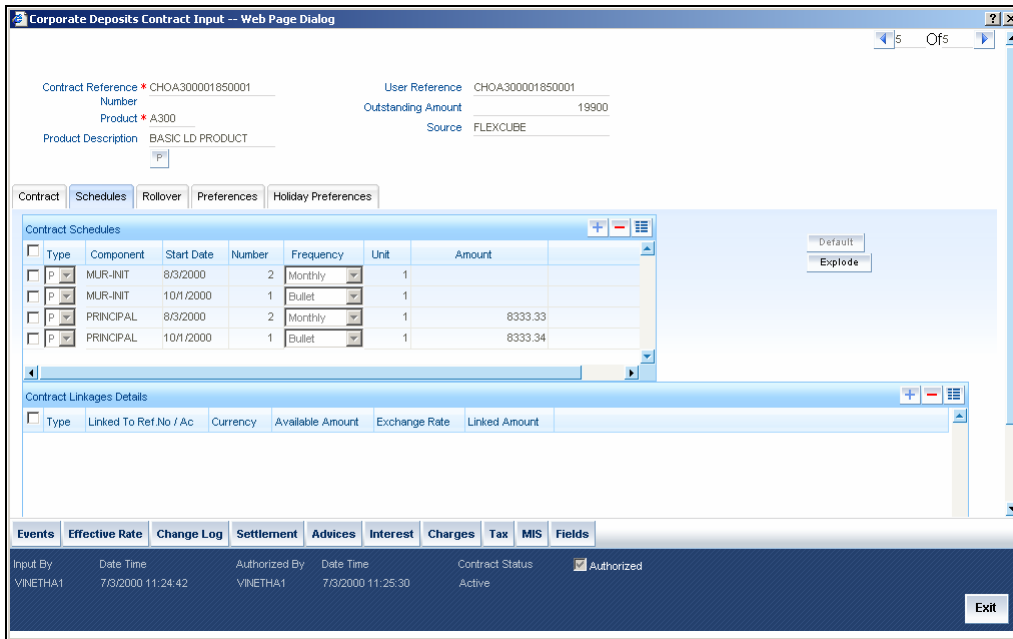 Corporate Deposits Contract Input -- Web Page Dialog
5 Of 5
Contract Reference * CHOA300001850001 User Reference CHOA300001850001
Number Outstanding Amount 19900
Product * A300 Source FLEXCUBE
Product Description BASIC LD PRODUCT
P
Contract Schedules Rollover Preferences Holiday Preferences
Contract Schedules
Default
Explode
Type Component Start Date Number Frequency Unit Amount
P MUR-INIT 8/3/2000 2 Monthly 1
P MUR-INIT 10/1/2000 1 Bullet 1
P PRINCIPAL 8/3/2000 2 Monthly 1 8333.33
P PRINCIPAL 10/1/2000 1 Bullet 1 8333.34
Contract Linkages Details
Type Linked To Ref.No / Ac Currency Available Amount Exchange Rate Linked Amount
Events Effective Rate Change Log Settlement Advices Interest Charges Tax MIS Fields
Input By Date Time Authorized By Date Time Contract Status Authorized
VINETHA1 7/3/2000 11:24:42 VINETHA1 7/3/2000 11:25:30 Active
Exit